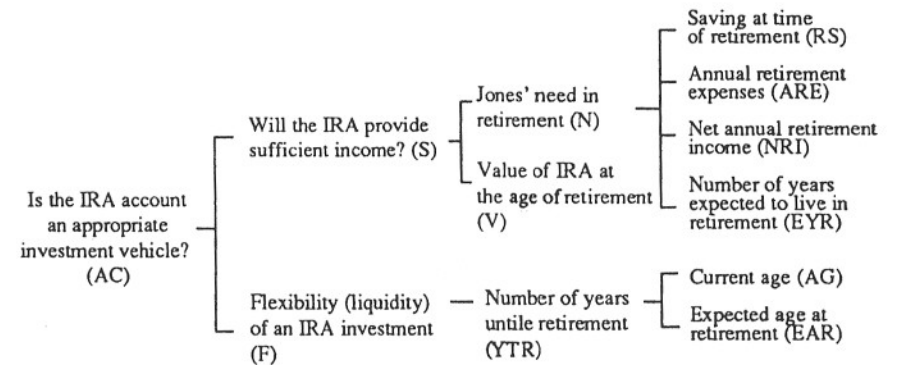 Is the IRA account
an appropriate
investment vehicle?
(AC)
Will the IRA provide
sufficient income? (S)
Flexibility (liquidity)
of an IRA investment
(F)
Jones' need in
retirement (N)
Value of IRA at
the age of retirement
(V)
Number of years
untile retirement
(YTR)
Saving at time
of retirement (RS)
Annual retirement
expenses (ARE)
Net annual retirement
income (NRI)
Number of years
expected to live in
retirement (EYR)
Current age (AG)
Expected age at
retirement (EAR)